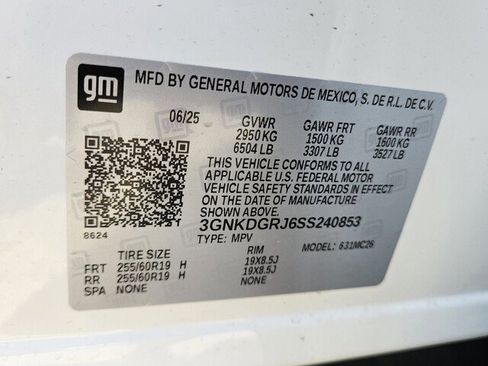 gm
MFD BY GENERAL MOTORS DE MEXICO, S. DE R.L. DE C.V.
06/25 GVWR GAWR FRT GAWR RR
2950 KG 1500 KG 1600 KG
6504 LB 3307 LB 3527 LB
THIS VEHICLE CONFORMS TO ALL
APPLICABLE U.S. FEDERAL MOTOR
VEHICLE SAFETY STANDARDS IN EFFECT
ON THE DATE OF MANUFACTURE
SHOWN ABOVE.
3GNKDGRJ6SS240853
8624 TYPE: MPV MODEL: 631MC26
TIRE SIZE RIM
FRT 255/60R19 H 19X8.5J
RR 255/60R19 H 19X8.5J
SPA NONE NONE